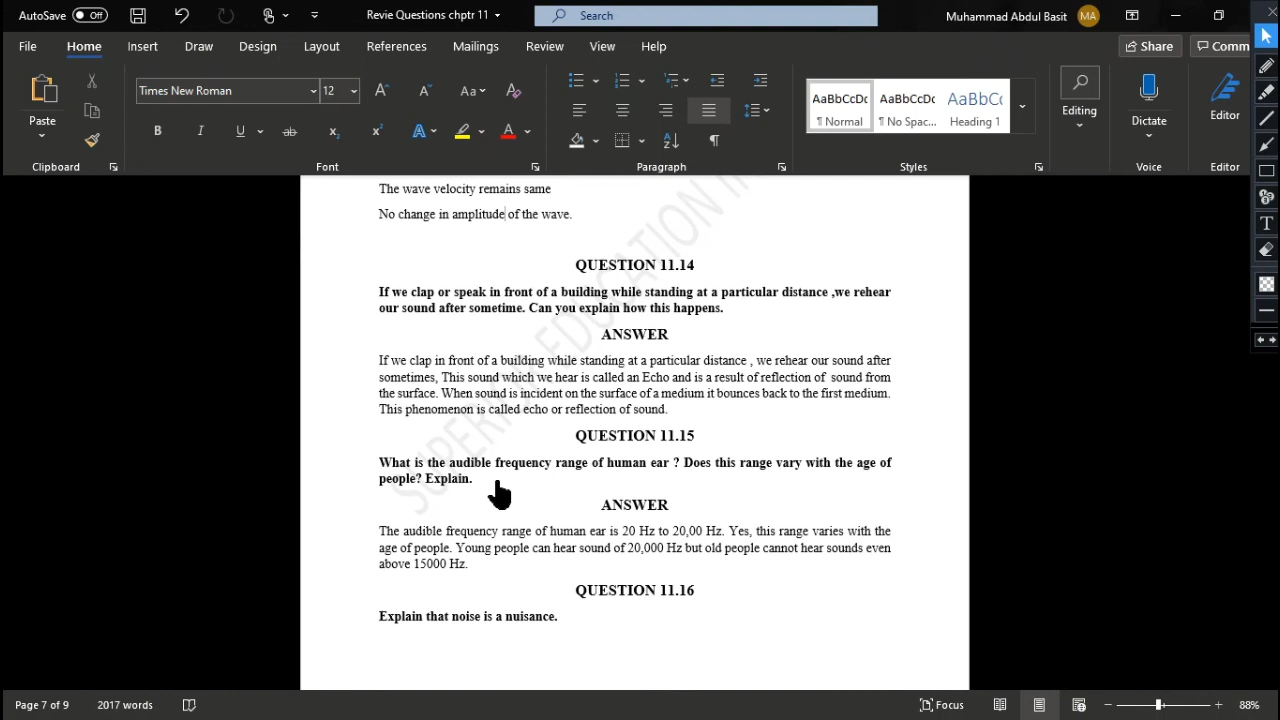 AutoSave Off Revie Questions chptr 11 Search Muhammad Abdul Basit MA
File Home Insert Draw Design Layout References Mailings Review View Help Share Comm
Paste Times New Roman 12 Aa Editing Dictate Editor
AaBbCcDc AaBbCcDc AaBbCc
¶ Normal ¶ No Spac... Heading 1
Clipboard Font Paragraph Styles Voice Editor
The wave velocity remains same
No change in amplitude of the wave.
QUESTION 11.14
If we clap or speak in front of a building while standing at a particular distance ,we rehear
our sound after sometime. Can you explain how this happens.
ANSWER
If we clap in front of a building while standing at a particular distance , we rehear our sound after
sometimes, This sound which we hear is called an Echo and is a result of reflection of sound from
the surface. When sound is incident on the surface of a medium it bounces back to the first medium.
This phenomenon is called echo or reflection of sound.
QUESTION 11.15
What is the audible frequency range of human ear ? Does this range vary with the age of
people? Explain.
ANSWER
The audible frequency range of human ear is 20 Hz to 20,00 Hz. Yes, this range varies with the
age of people. Young people can hear sound of 20,000 Hz but old people cannot hear sounds even
above 15000 Hz.
QUESTION 11.16
Explain that noise is a nuisance.
Page 7 of 9 2017 words Focus 88%